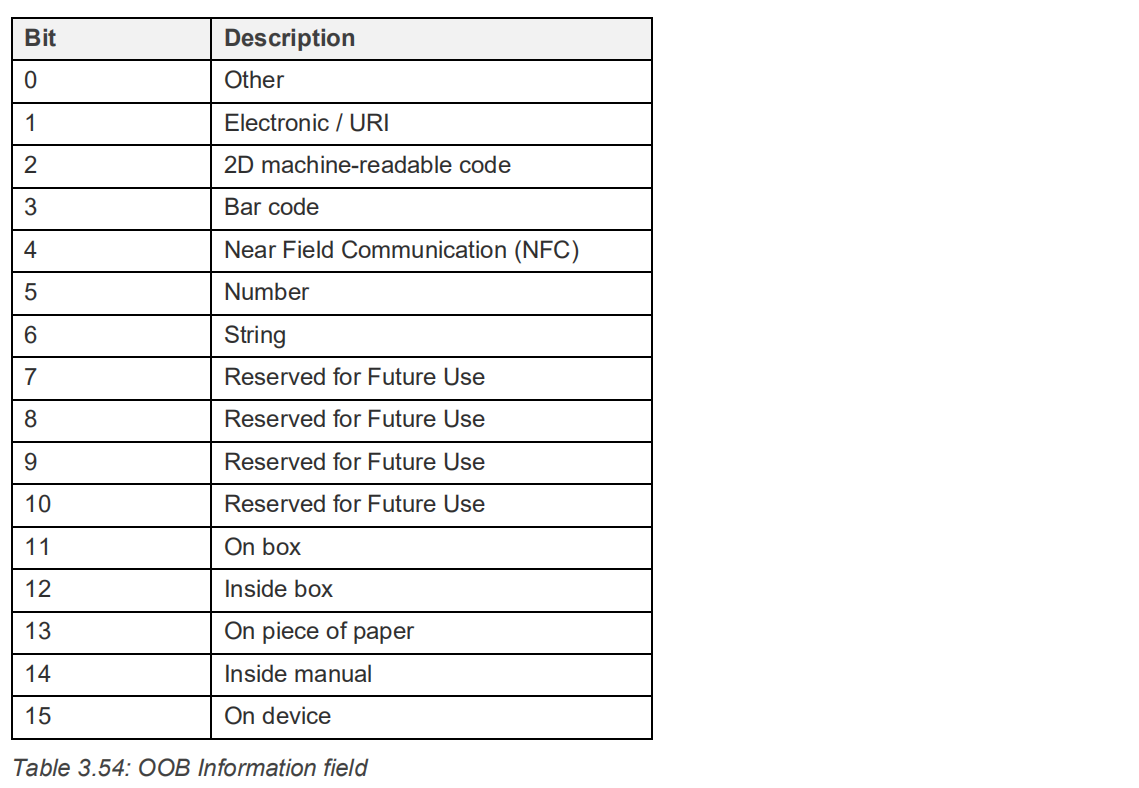 Bit Description
0 Other
1 Electronic / URI
2 2D machine-readable code
3 Bar code
4 Near Field Communication (NFC)
5 Number
6 String
7 Reserved for Future Use
8 Reserved for Future Use
9 Reserved for Future Use
10 Reserved for Future Use
11 On box
12 Inside box
13 On piece of paper
14 Inside manual
15 On device
Table 3.54: OOB Information field